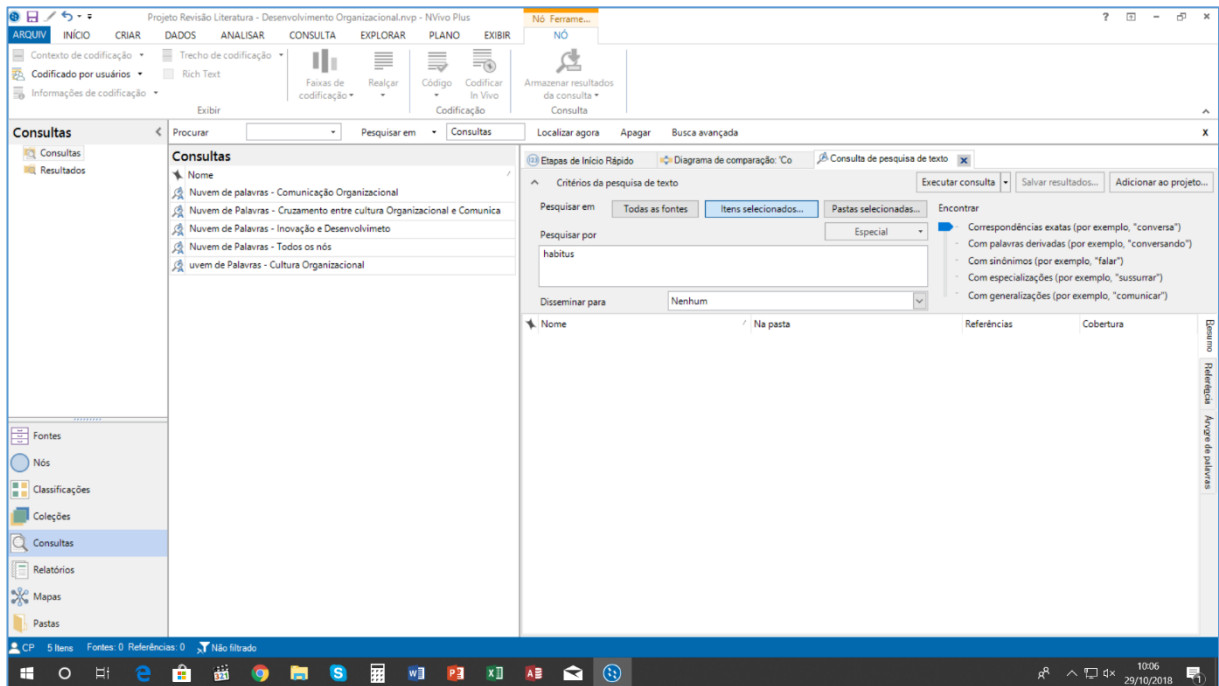 Projeto Revisão Literatura - Desenvolvimento Organizacional.nvp - NVivo Plus
Nó Ferrame...
ARQUIV INÍCIO CRIAR DADOS ANALISAR CONSULTA EXPLORAR PLANO EXIBIR NÓ
Contexto de codificação
Codificado por usuários
Informações de codificação
Trecho de codificação
Rich Text
Exibir
Faixas de codificação
Realçar
Código
Codificar In Vivo
Codificação
Armazenar resultados da consulta
Consulta
Consultas
Procurar Pesquisar em Consultas Localizar agora Apagar Busca avançada X
Consultas
Resultados
Consultas
Nome
Nuvem de palavras - Comunicação Organizacional
Nuvem de Palavras - Cruzamento entre cultura Organizacional e Comunica
Nuvem de Palavras - Inovação e Desenvolvimeto
Nuvem de Palavras - Todos os nós
uvem de Palavras - Cultura Organizacional
Etapas de Início Rápido Diagrama de comparação: 'Co Consulta de pesquisa de texto
Critérios da pesquisa de texto Executar consulta Salvar resultados... Adicionar ao projeto...
Pesquisar em Todas as fontes Itens selecionados... Pastas selecionadas...
Pesquisar por Especial
habitus
Disseminar para Nenhum
Encontrar
Correspondências exatas (por exemplo, "conversa")
Com palavras derivadas (por exemplo, "conversando")
Com sinônimos (por exemplo, "falar")
Com especializações (por exemplo, "sussurrar")
Com generalizações (por exemplo, "comunicar")
Nome Na pasta Referências Cobertura
Resumo
Referência
Árvore de palavras
Fontes
Nós
Classificações
Coleções
Consultas
Relatórios
Mapas
Pastas
CP 5 Itens Fontes: 0 Referências: 0 Não filtrado
10:06
29/10/2018